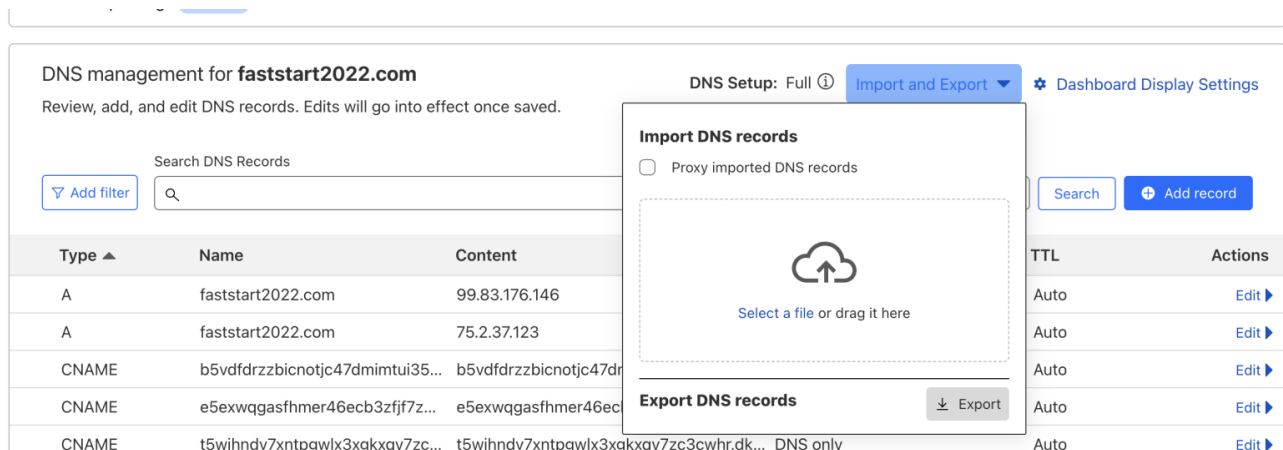 DNS management for faststart2022.com
DNS Setup: Full
Import and Export
Dashboard Display Settings
Review, add, and edit DNS records. Edits will go into effect once saved.
Import DNS records
Proxy imported DNS records
Search DNS Records
Add filter
Search
Add record
Select a file or drag it here
Export DNS records
Export
Type Name Content TTL Actions
A faststart2022.com 99.83.176.146 Auto Edit
A faststart2022.com 75.2.37.123 Auto Edit
CNAME b5vdfdrzzbicnotjc47dmimtui35... b5vdfdrzzbicnotjc47dr Auto Edit
CNAME e5exwqgasfhmer46ecb3zfjf7z... e5exwqgasfhmer46ecl Auto Edit
CNAME t5wihndv7xntpqwlx3xqkxqv7zc... t5wihndv7xntpqwlx3xqkxqv7zc3cwhr.dk... DNS only Auto Edit